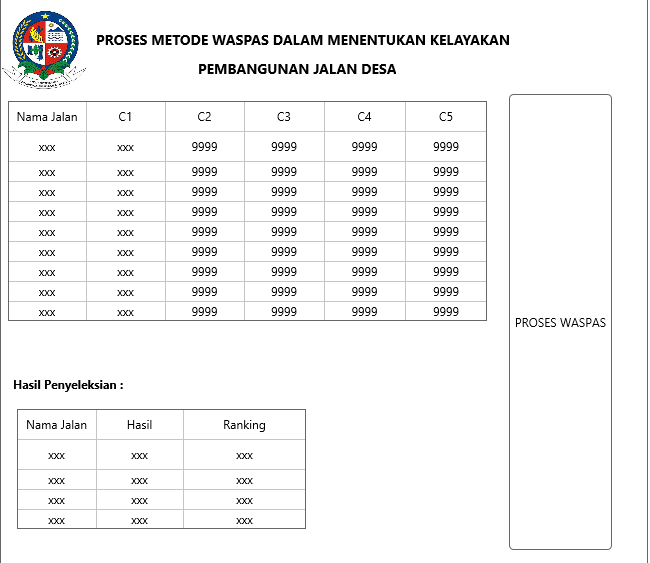 PROSES METODE WASPAS DALAM MENENTUKAN KELAYAKAN
PEMBANGUNAN JALAN DESA
Nama Jalan C1 C2 C3 C4 C5
xxx xxx 9999 9999 9999 9999
xxx xxx 9999 9999 9999 9999
xxx xxx 9999 9999 9999 9999
xxx xxx 9999 9999 9999 9999
xxx xxx 9999 9999 9999 9999
xxx xxx 9999 9999 9999 9999
xxx xxx 9999 9999 9999 9999
xxx xxx 9999 9999 9999 9999
xxx xxx 9999 9999 9999 9999
PROSES WASPAS
Hasil Penyeleksian :
Nama Jalan Hasil Ranking
xxx xxx xxx
xxx xxx xxx
xxx xxx xxx
xxx xxx xxx